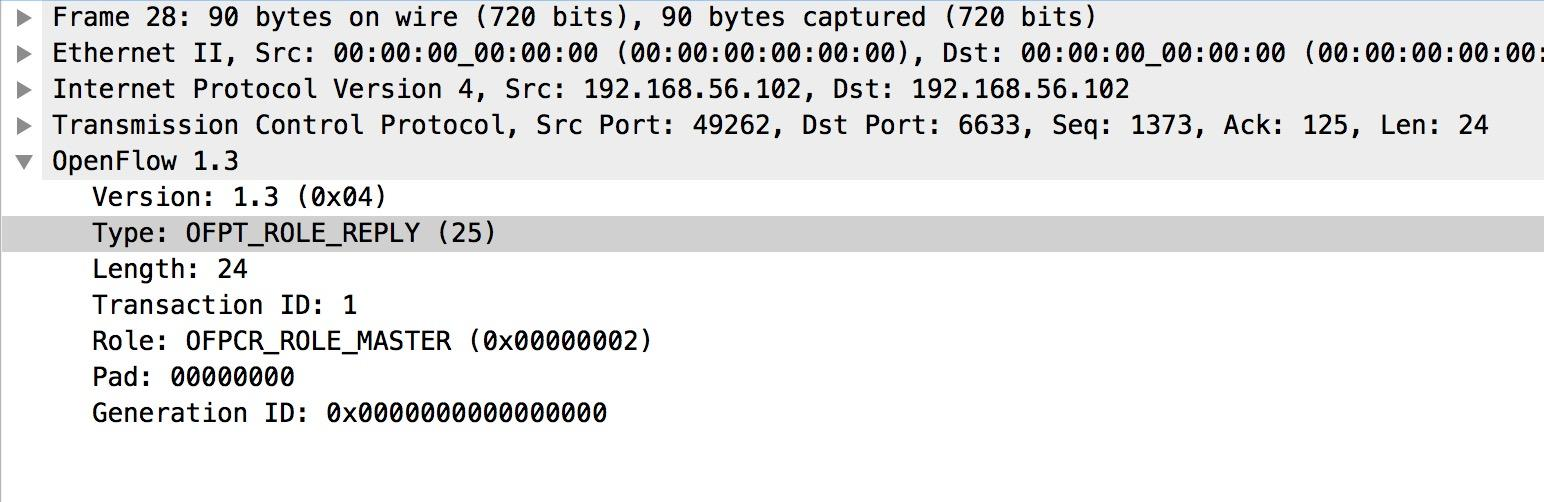 Frame 28: 90 bytes on wire (720 bits), 90 bytes captured (720 bits)
Ethernet II, Src: 00:00:00_00:00:00 (00:00:00:00:00:00), Dst: 00:00:00_00:00:00 (00:00:00:00:00:
Internet Protocol Version 4, Src: 192.168.56.102, Dst: 192.168.56.102
Transmission Control Protocol, Src Port: 49262, Dst Port: 6633, Seq: 1373, Ack: 125, Len: 24
OpenFlow 1.3
Version: 1.3 (0x04)
Type: OFPT_ROLE_REPLY (25)
Length: 24
Transaction ID: 1
Role: OFPCR_ROLE_MASTER (0x00000002)
Pad: 00000000
Generation ID: 0x0000000000000000